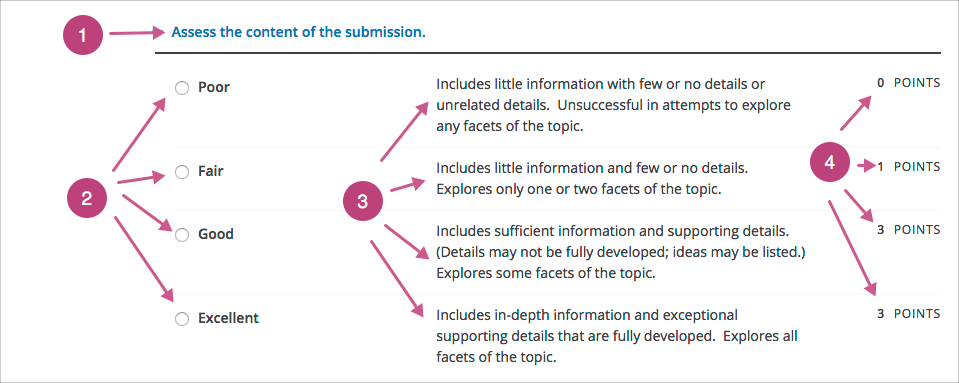 1 Assess the content of the submission.
Poor Includes little information with few or no details or 0 POINTS
unrelated details. Unsuccessful in attempts to explore
any facets of the topic.
4
Fair Includes little information and few or no details. 1 POINTS
Explores only one or two facets of the topic.
2 3
Good Includes sufficient information and supporting details. 3 POINTS
(Details may not be fully developed; ideas may be listed.)
Explores some facets of the topic.
Excellent Includes in-depth information and exceptional 3 POINTS
supporting details that are fully developed. Explores all
facets of the topic.